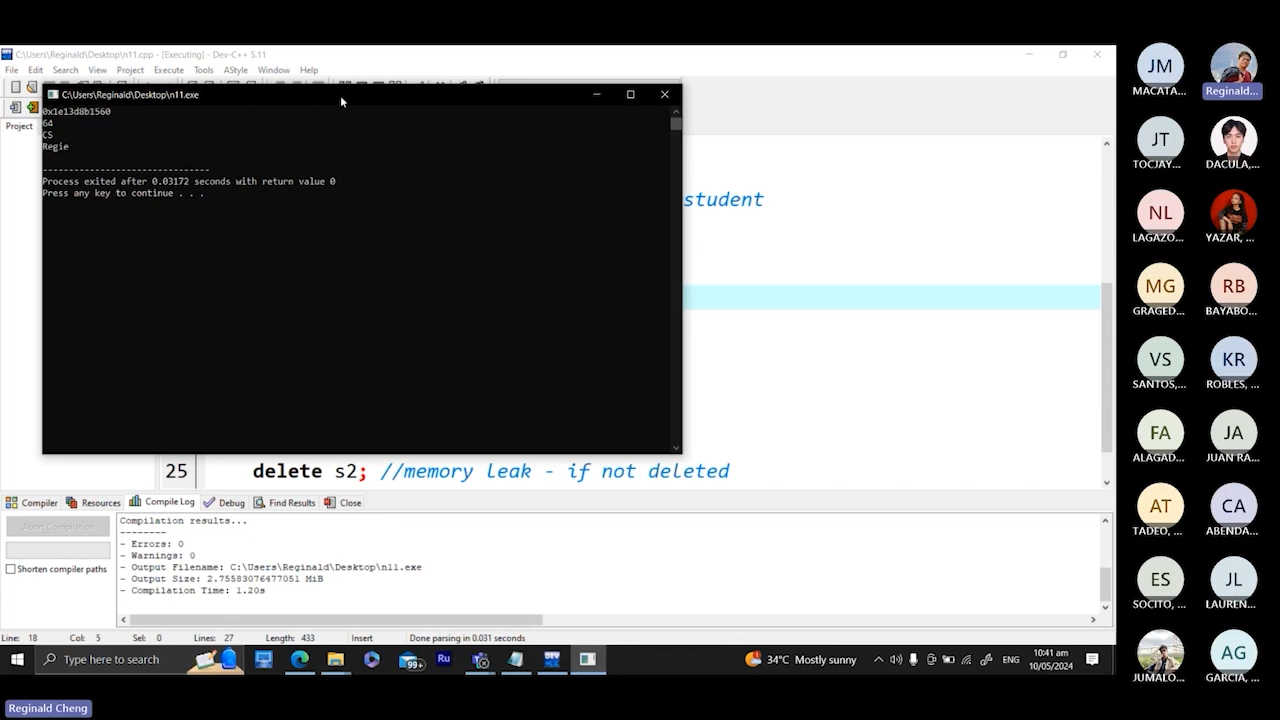 C:\Users\Reginald\Desktop\n11.cpp - [Executing] - Dev-C++ 5.11
File Edit Search View Project Execute Tools AStyle Window Help
C:\Users\Reginald\Desktop\n11.exe
0x1e13d8b1560
64
CS
Regie
-------------------------------
Process exited after 0.03172 seconds with return value 0
Press any key to continue . . .
Project
student
25 delete s2; //memory leak - if not deleted
Compiler Resources Compile Log Debug Find Results Close
Abort Compilation
Shorten compiler paths
Compilation results...
--------
- Errors: 0
- Warnings: 0
- Output Filename: C:\Users\Reginald\Desktop\n11.exe
- Output Size: 2.75583076477051 MiB
- Compilation Time: 1.20s
Line: 18 Col: 5 Sel: 0 Lines: 27 Length: 433 Insert Done parsing in 0.031 seconds
Type here to search
99+
Ru
DEV
34°C Mostly sunny
ENG
10:41 am
10/05/2024
Reginald Cheng
JM
MACATA...
Reginald...
JT
TOCJAY...
DACULA,...
NL
LAGAZO...
YAZAR, ...
MG
GRAGED...
RB
BAYABO...
VS
SANTOS,...
KR
ROBLES, ...
FA
ALAGAD...
JA
JUAN RA...
AT
TADEO, ...
CA
ABENDA...
ES
SOCITO, ...
JL
LAUREN...
JUMALO...
AG
GARCIA, ...